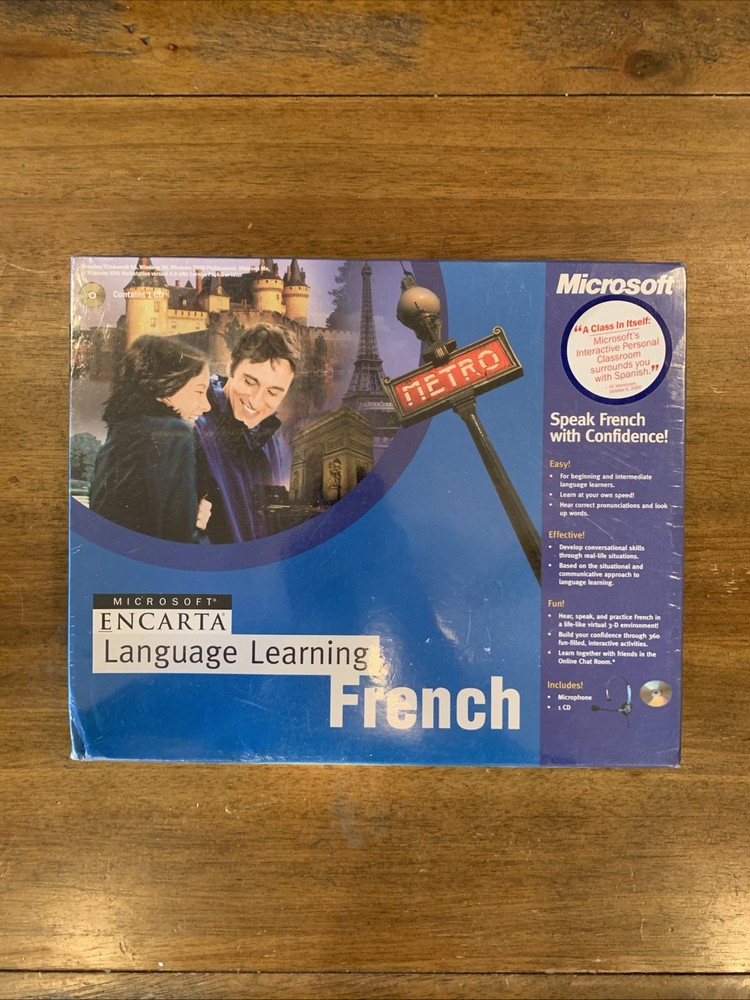 Contains 1 CD
METRO
MICROSOFT®
ENCARTA®
Language Learning
French
Microsoft
“A Class In Itself:
Microsoft's
Interactive Personal
Classroom
surrounds you
with Spanish.”
Speak French
with Confidence!
Easy!
• For beginning and intermediate
language learners.
• Learn at your own speed!
• Hear correct pronunciations and look
up words.
Effective!
• Develop conversational skills
through real-life situations.
• Based on the situational and
communicative approach to
language learning.
Fun!
• Hear, speak, and practice French in
a life-like virtual 3-D environment!
• Build your confidence through 360
fun-filled, interactive activities.
• Learn together with friends in the
Online Chat Room.*
Includes!
• Microphone
• 1 CD